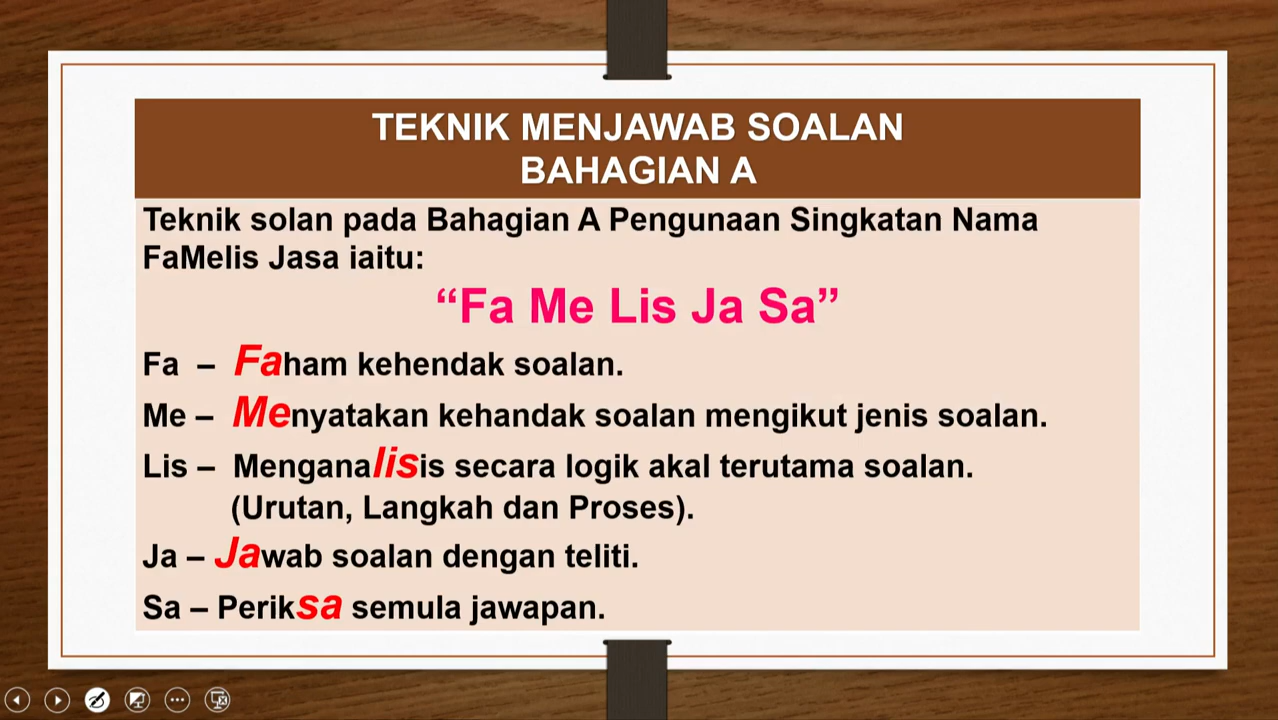 TEKNIK MENJAWAB SOALAN
BAHAGIAN A
Teknik solan pada Bahagian A Pengunaan Singkatan Nama
FaMelis Jasa iaitu:
“Fa Me Lis Ja Sa”
Fa – Faham kehendak soalan.
Me – Menyatakan kehandak soalan mengikut jenis soalan.
Lis – Menganalisis secara logik akal terutama soalan.
(Urutan, Langkah dan Proses).
Ja – Jawab soalan dengan teliti.
Sa – Periksa semula jawapan.